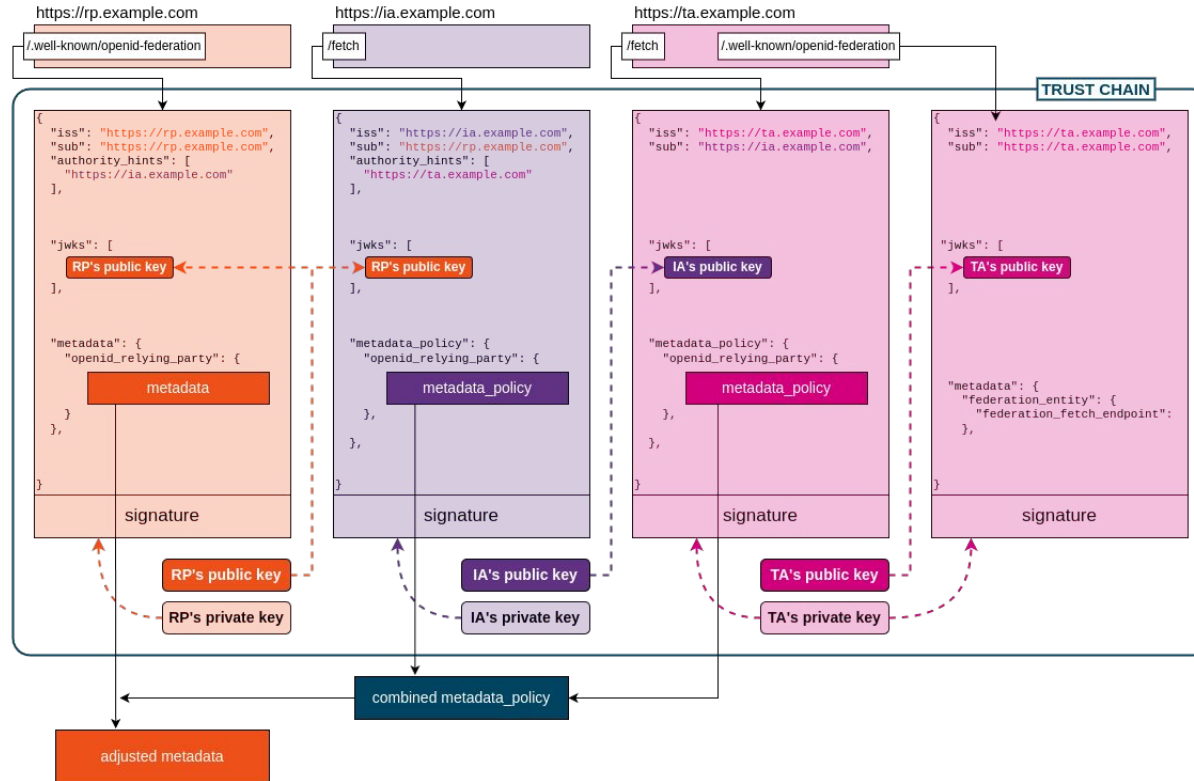 https://rp.example.com
/.well-known/openid-federation
https://ia.example.com
/fetch
https://ta.example.com
/fetch
/.well-known/openid-federation
TRUST CHAIN
{
"iss": "https://rp.example.com",
"sub": "https://rp.example.com",
"authority_hints": [
"https://ia.example.com"
],
"jwks": [
RP's public key
],
"metadata": {
"openid_relying_party": {
metadata
}
},
}
signature
{
"iss": "https://ia.example.com",
"sub": "https://rp.example.com",
"authority_hints": [
"https://ta.example.com"
],
"jwks": [
RP's public key
],
"metadata_policy": {
"openid_relying_party": {
metadata_policy
},
},
}
signature
{
"iss": "https://ta.example.com",
"sub": "https://ia.example.com",
"jwks": [
IA's public key
],
"metadata_policy": {
"openid_relying_party": {
metadata_policy
},
},
}
signature
{
"iss": "https://ta.example.com",
"sub": "https://ta.example.com",
"jwks": [
TA's public key
],
"metadata": {
"federation_entity": {
"federation_fetch_endpoint":
},
}
signature
RP's public key
RP's private key
IA's public key
IA's private key
TA's public key
TA's private key
combined metadata_policy
adjusted metadata